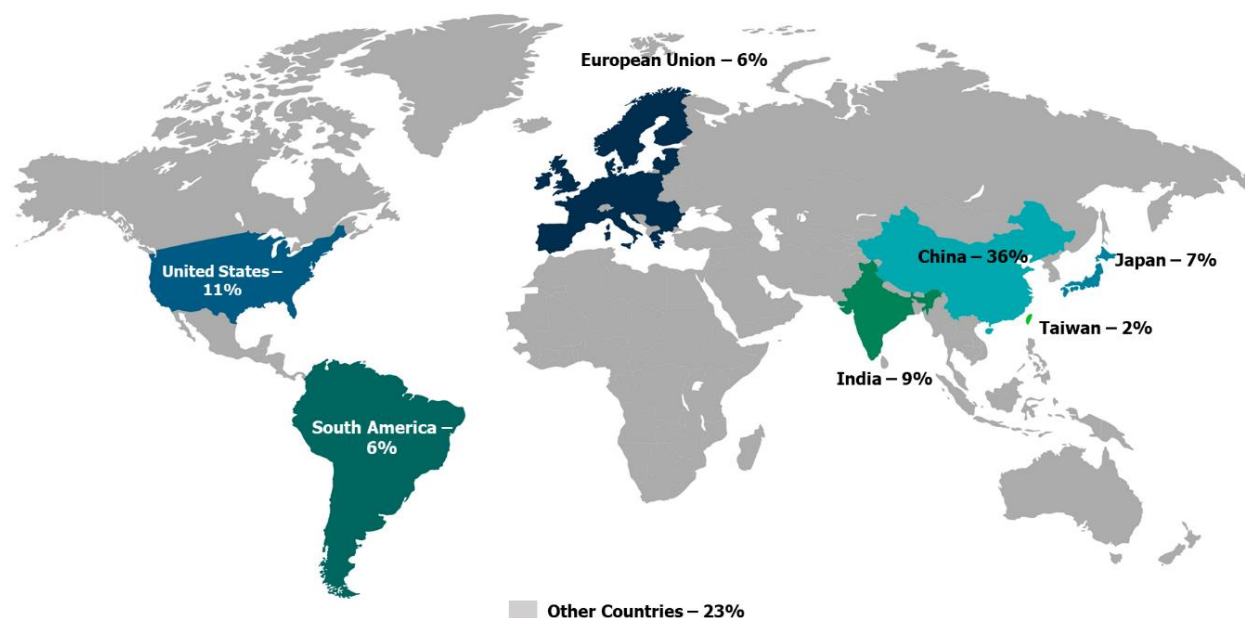 European Union – 6%
United States –
11%
China – 36%
Japan – 7%
Taiwan – 2%
India – 9%
South America –
6%
Other Countries – 23%